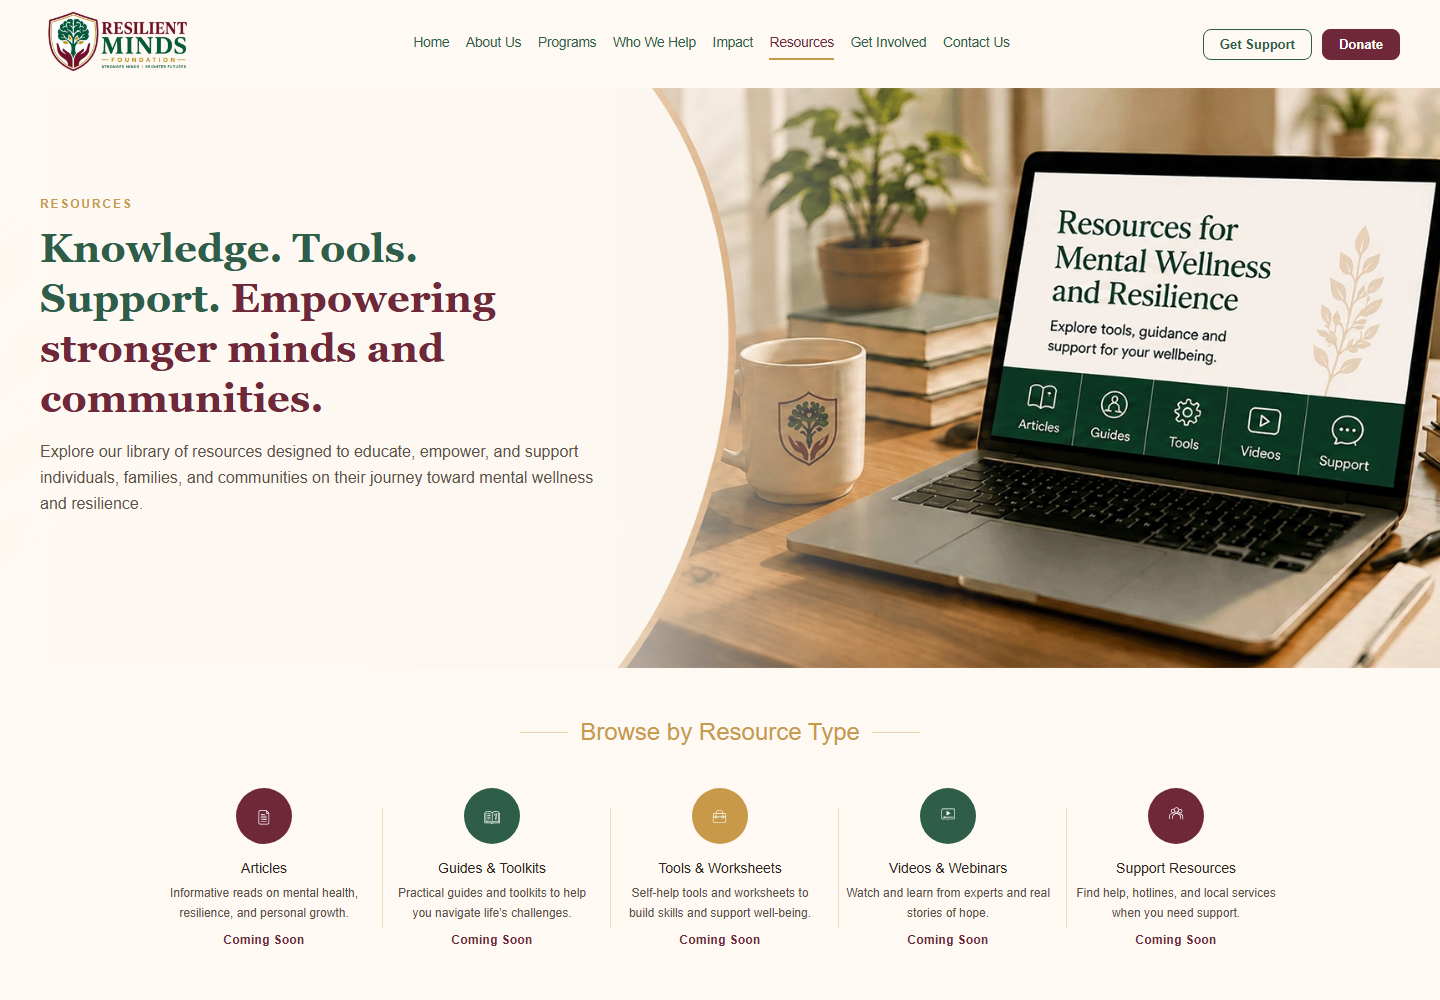 RESILIENT
MINDS
FOUNDATION
STRONGER MINDS | BRIGHTER FUTURES
Home
About Us
Programs
Who We Help
Impact
Resources
Get Involved
Contact Us
Get Support
Donate
RESOURCES
Knowledge. Tools.
Support. Empowering
stronger minds and
communities.
Explore our library of resources designed to educate, empower, and support
individuals, families, and communities on their journey toward mental wellness
and resilience.
Resources for
Mental Wellness
and Resilience
Explore tools, guidance and
support for your wellbeing.
Articles
Guides
Tools
Videos
Support
Browse by Resource Type
Articles
Informative reads on mental health,
resilience, and personal growth.
Coming Soon
Guides & Toolkits
Practical guides and toolkits to help
you navigate life's challenges.
Coming Soon
Tools & Worksheets
Self-help tools and worksheets to
build skills and support well-being.
Coming Soon
Videos & Webinars
Watch and learn from experts and real
stories of hope.
Coming Soon
Support Resources
Find help, hotlines, and local services
when you need support.
Coming Soon